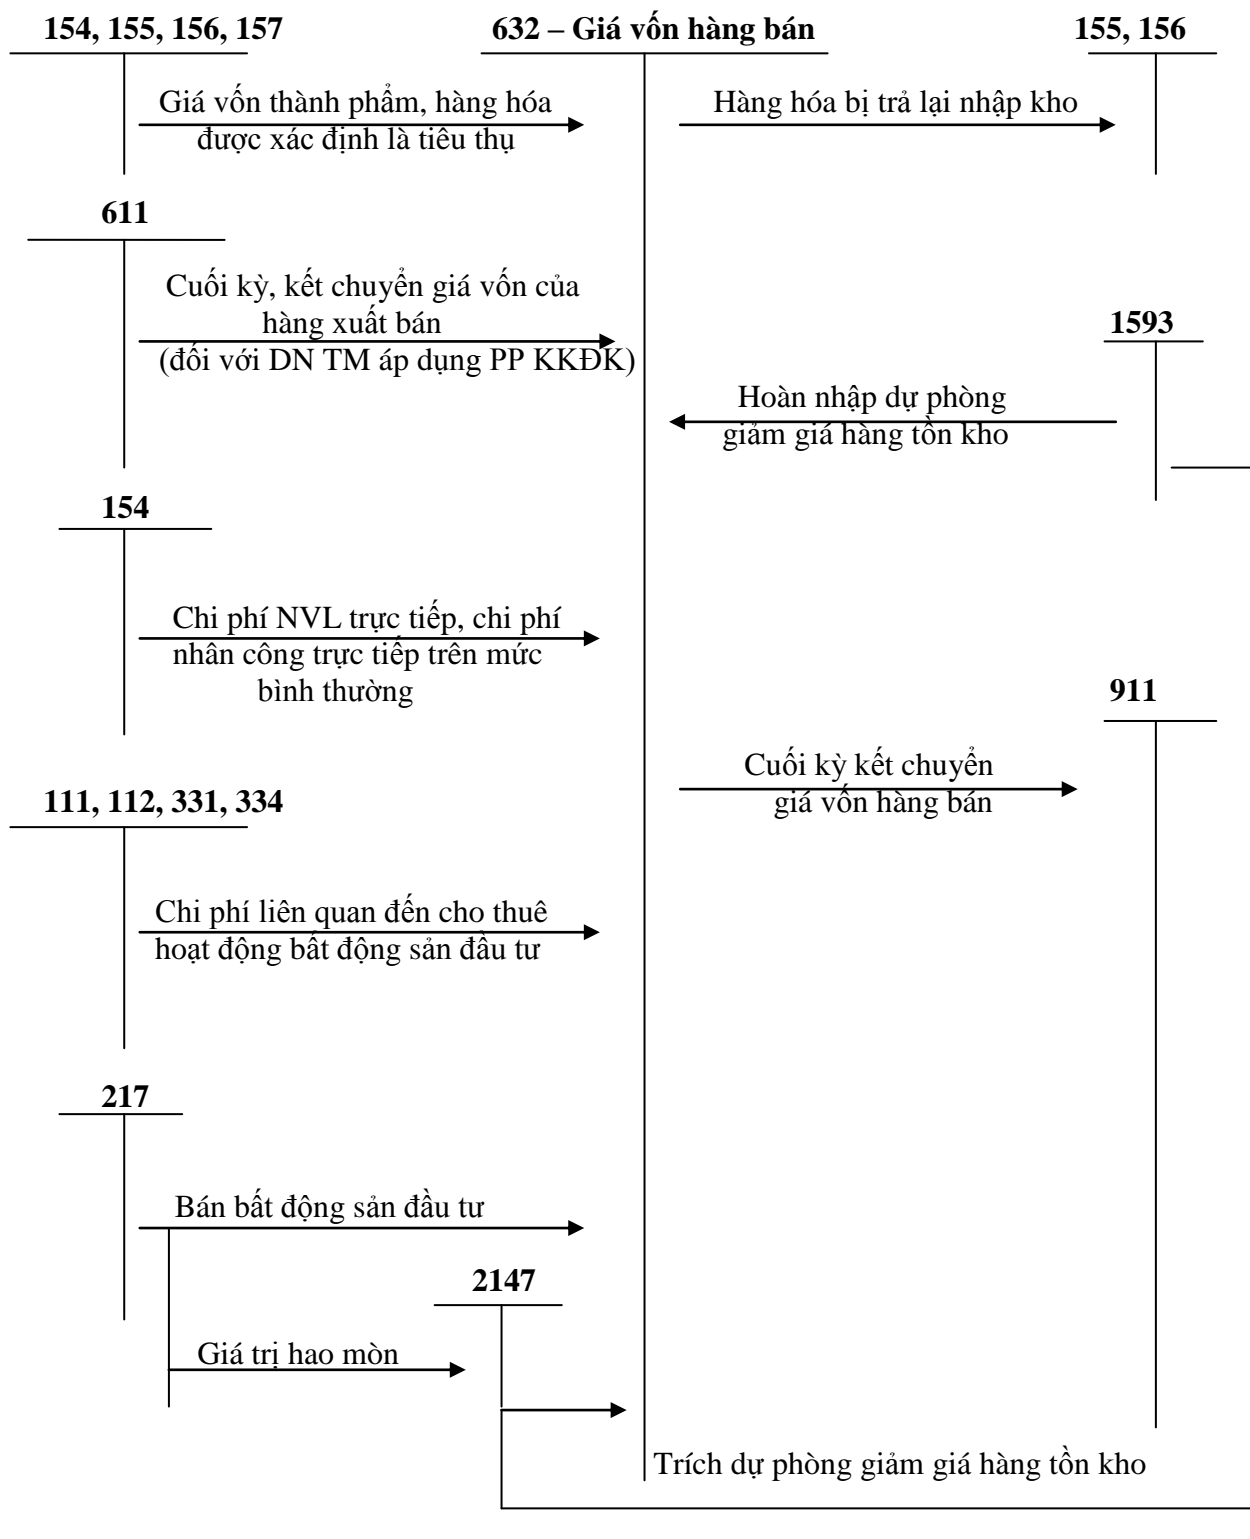 154, 155, 156, 157
632 – Giá vốn hàng bán
155, 156
Giá vốn thành phẩm, hàng hóa
được xác định là tiêu thụ
Hàng hóa bị trả lại nhập kho
611
Cuối kỳ, kết chuyển giá vốn của
hàng xuất bán
(đối với DN TM áp dụng PP KKĐK)
1593
Hoàn nhập dự phòng
giảm giá hàng tồn kho
154
Chi phí NVL trực tiếp, chi phí
nhân công trực tiếp trên mức
bình thường
911
Cuối kỳ kết chuyển
giá vốn hàng bán
111, 112, 331, 334
Chi phí liên quan đến cho thuê
hoạt động bất động sản đầu tư
217
Bán bất động sản đầu tư
2147
Giá trị hao mòn
Trích dự phòng giảm giá hàng tồn kho